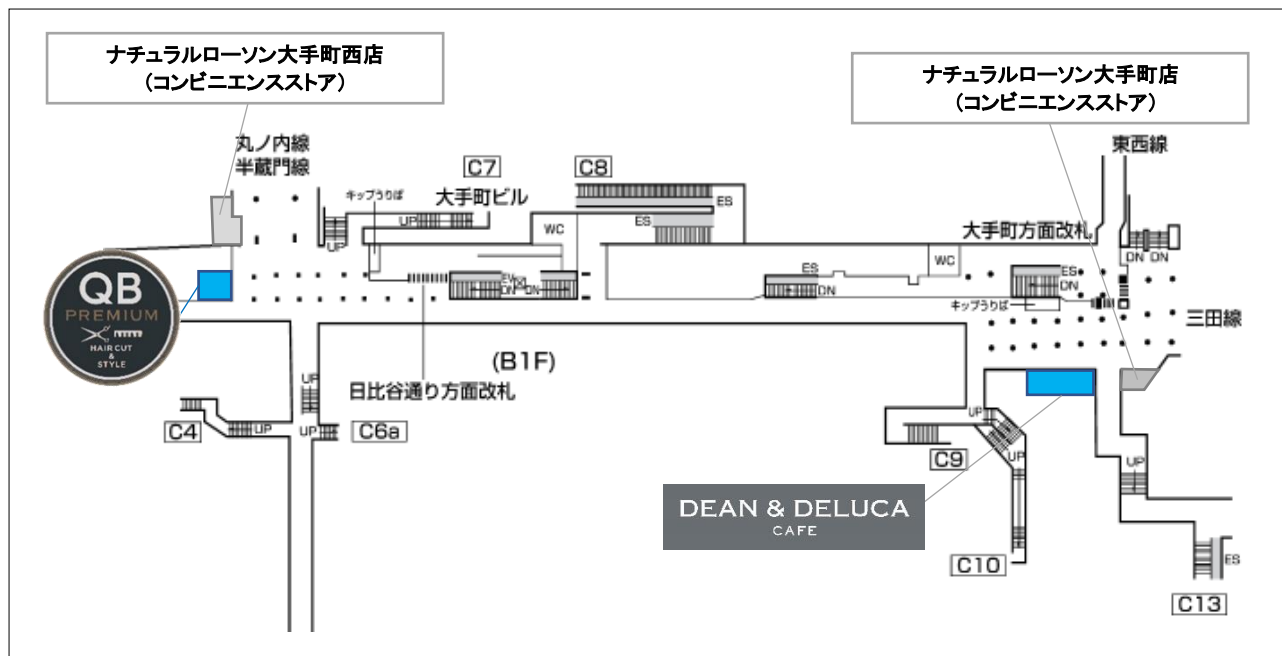 ナチュラルローソン大手町西店
（コンビニエンスストア）
ナチュラルローソン大手町店
（コンビニエンスストア）
丸ノ内線
半蔵門線
C7
C8
東西線
キップうりば
大手町ビル
UP
UP
WC
ES
ES
大手町方面改札
WC
DN DN
QB
PREMIUM
HAIR CUT
&
STYLE
EV
DN
DN
ES
DN
ES
DN
キップうりば
三田線
(B1F)
日比谷通り方面改札
UP
C4
UP
UP
C6a
UP
C9
UP
UP
DEAN & DELUCA
CAFE
C10
ES
C13